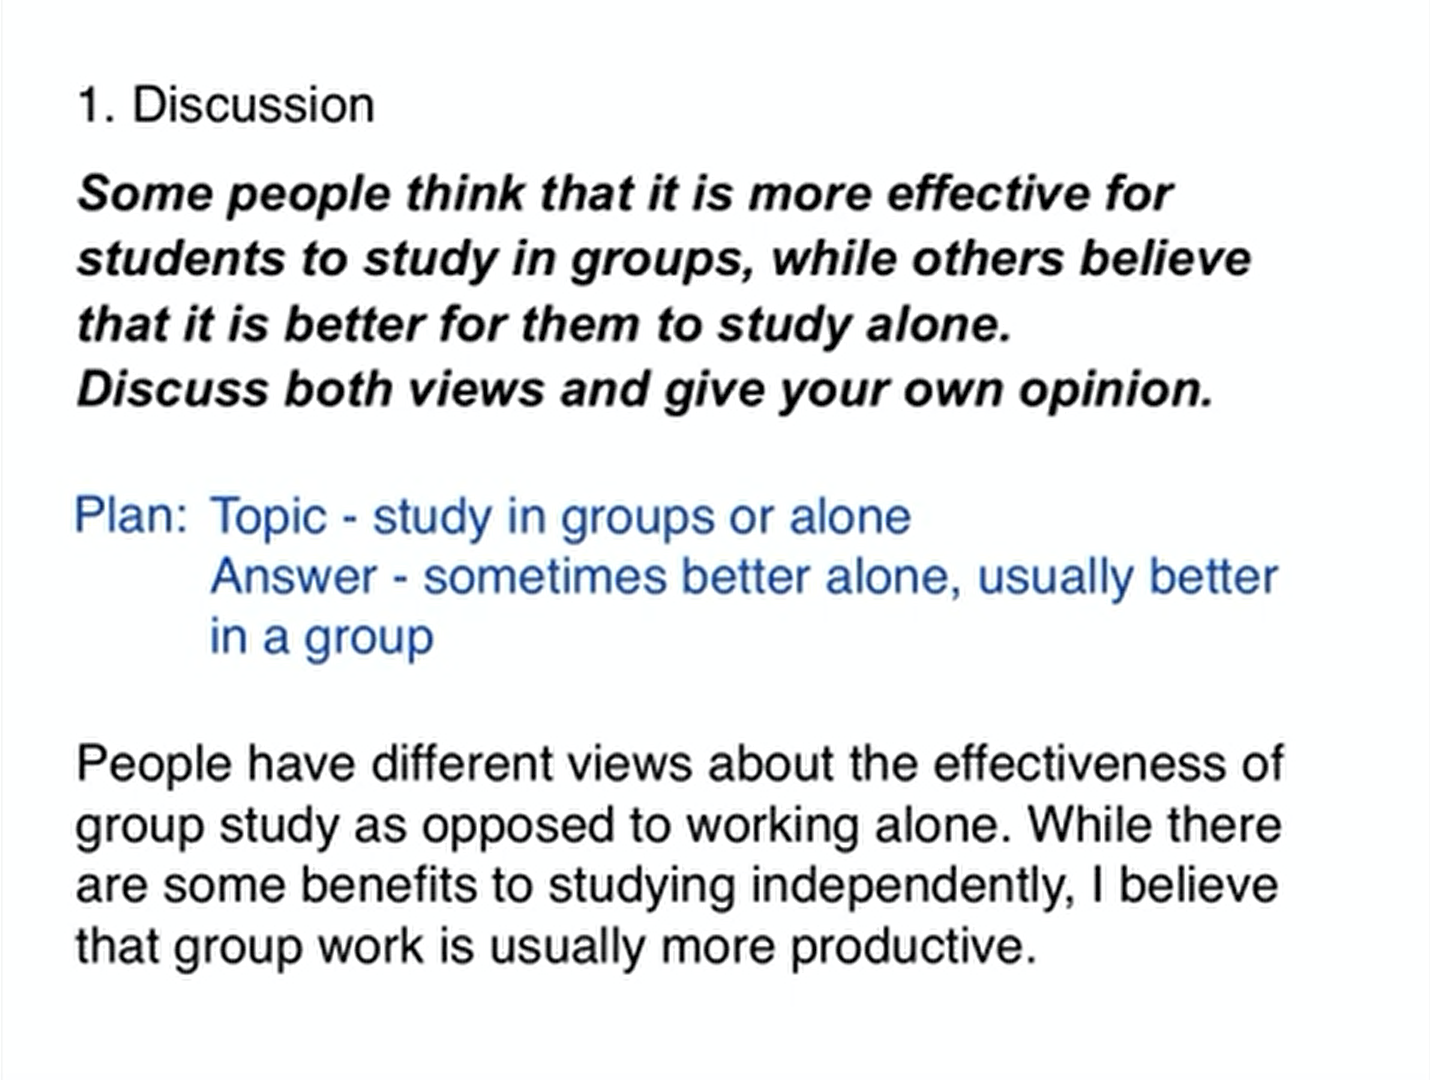 1. Discussion
Some people think that it is more effective for
students to study in groups, while others believe
that it is better for them to study alone.
Discuss both views and give your own opinion.
Plan: Topic - study in groups or alone
Answer - sometimes better alone, usually better
in a group
People have different views about the effectiveness of
group study as opposed to working alone. While there
are some benefits to studying independently, I believe
that group work is usually more productive.